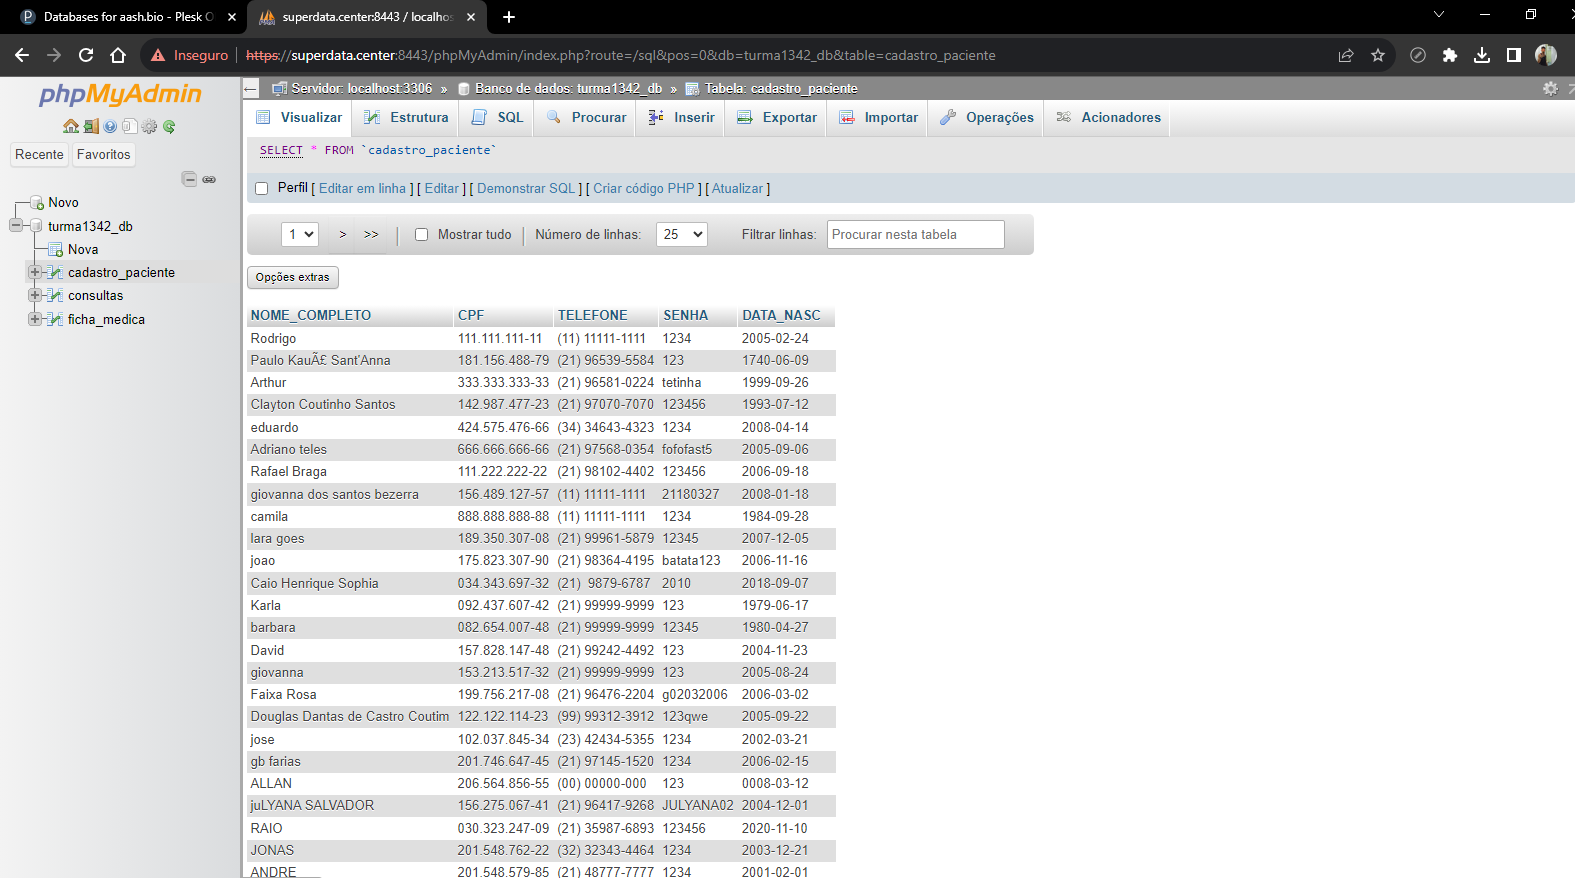 Databases for aash.bio - Plesk O
superdata.center:8443 / localhos
Inseguro
https://superdata.center:8443/phpMyAdmin/index.php?route=/sql&pos=0&db=turma1342_db&table=cadastro_paciente
phpMyAdmin
Recente Favoritos
Novo
turma1342_db
Nova
cadastro_paciente
consultas
ficha_medica
Servidor: localhost:3306 » Banco de dados: turma1342_db » Tabela: cadastro_paciente
Visualizar Estrutura SQL Procurar Inserir Exportar Importar Operações Acionadores
SELECT * FROM `cadastro_paciente`
Perfil [ Editar em linha ] [ Editar ] [ Demonstrar SQL ] [ Criar código PHP ] [ Atualizar ]
1 > >> Mostrar tudo Número de linhas: 25 Filtrar linhas: Procurar nesta tabela
Opções extras
NOME_COMPLETO CPF TELEFONE SENHA DATA_NASC
Rodrigo 111.111.111-11 (11) 11111-1111 1234 2005-02-24
Paulo KauÃ£ Sant'Anna 181.156.488-79 (21) 96539-5584 123 1740-06-09
Arthur 333.333.333-33 (21) 96581-0224 tetinha 1999-09-26
Clayton Coutinho Santos 142.987.477-23 (21) 97070-7070 123456 1993-07-12
eduardo 424.575.476-66 (34) 34643-4323 1234 2008-04-14
Adriano teles 666.666.666-66 (21) 97568-0354 fofofast5 2005-09-06
Rafael Braga 111.222.222-22 (21) 98102-4402 123456 2006-09-18
giovanna dos santos bezerra 156.489.127-57 (11) 11111-1111 21180327 2008-01-18
camila 888.888.888-88 (11) 11111-1111 1234 1984-09-28
lara goes 189.350.307-08 (21) 99961-5879 12345 2007-12-05
joao 175.823.307-90 (21) 98364-4195 batata123 2006-11-16
Caio Henrique Sophia 034.343.697-32 (21) 9879-6787 2010 2018-09-07
Karla 092.437.607-42 (21) 99999-9999 123 1979-06-17
barbara 082.654.007-48 (21) 99999-9999 12345 1980-04-27
David 157.828.147-48 (21) 99242-4492 123 2004-11-23
giovanna 153.213.517-32 (21) 99999-9999 123 2005-08-24
Faixa Rosa 199.756.217-08 (21) 96476-2204 g02032006 2006-03-02
Douglas Dantas de Castro Coutim 122.122.114-23 (99) 99312-3912 123qwe 2005-09-22
jose 102.037.845-34 (23) 42434-5355 1234 2002-03-21
gb farias 201.746.647-45 (21) 97145-1520 1234 2006-02-15
ALLAN 206.564.856-55 (00) 00000-000 123 0008-03-12
juLYANA SALVADOR 156.275.067-41 (21) 96417-9268 JULYANA02 2004-12-01
RAIO 030.323.247-09 (21) 35987-6893 123456 2020-11-10
JONAS 201.548.762-22 (32) 32343-4464 1234 2003-12-21
ANDRE 201.548.579-85 (21) 48777-7777 1234 2001-02-01